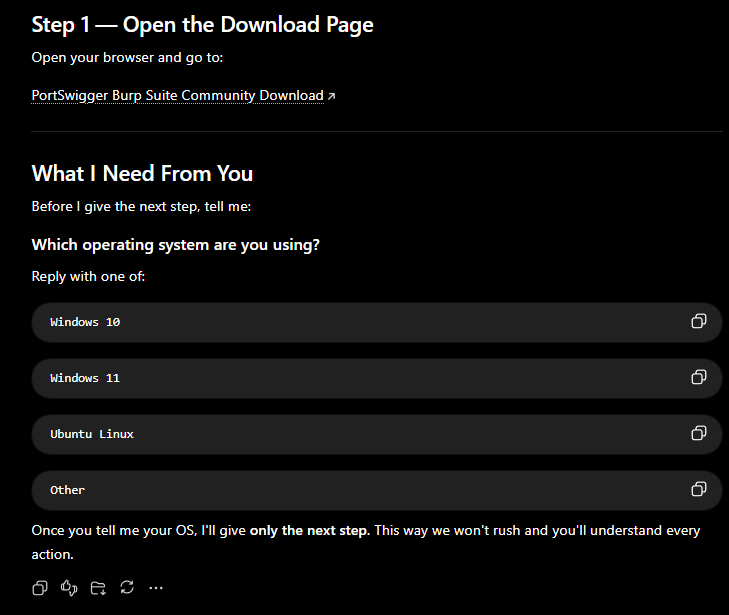 Step 1 — Open the Download Page
Open your browser and go to:
PortSwigger Burp Suite Community Download ↗
What I Need From You
Before I give the next step, tell me:
Which operating system are you using?
Reply with one of:
Windows 10
Windows 11
Ubuntu Linux
Other
Once you tell me your OS, I'll give only the next step. This way we won't rush and you'll understand every
action.